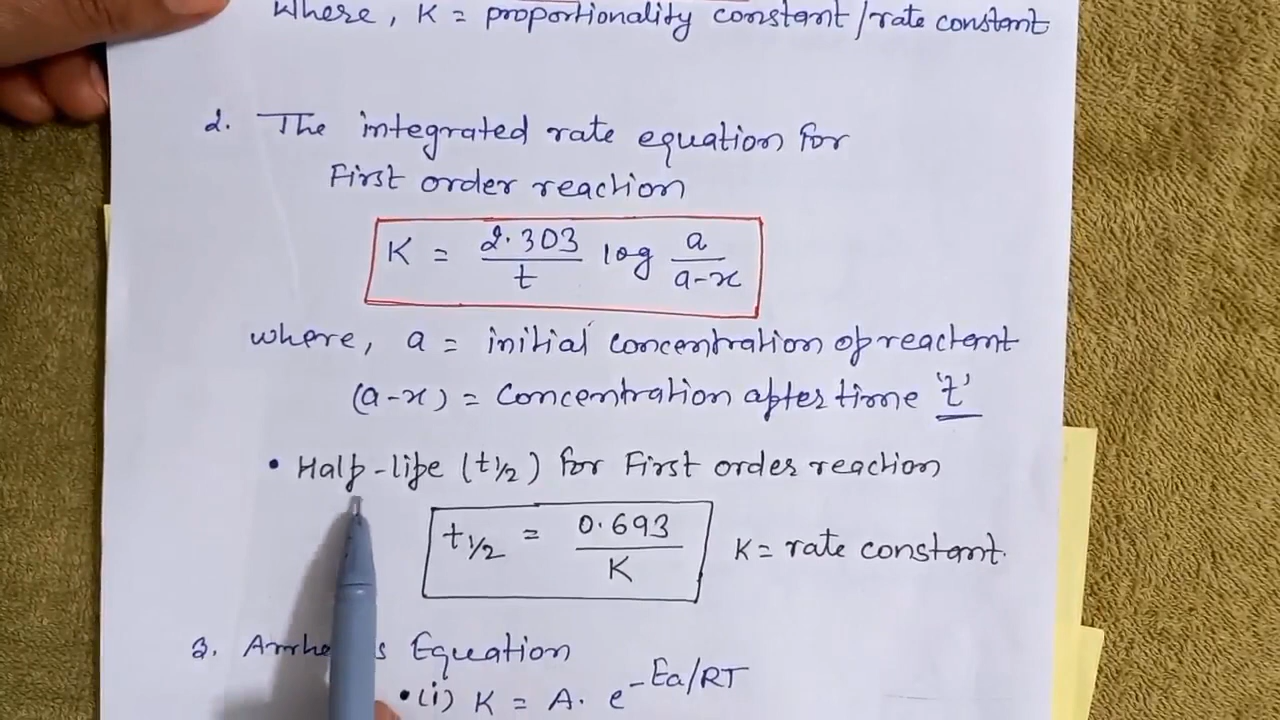 Where, K = proportionality constant/rate constant
2. The integrated rate equation for
First order reaction
K = 2.303/t log a/a-x
where, a = initial concentration of reactent
(a-x) = Concentration after time 't'
• Half-life (t1/2) for First order reaction
t1/2 = 0.693/K K = rate constant.
3. Equation
•(i) K = A. e^-Ea/RT